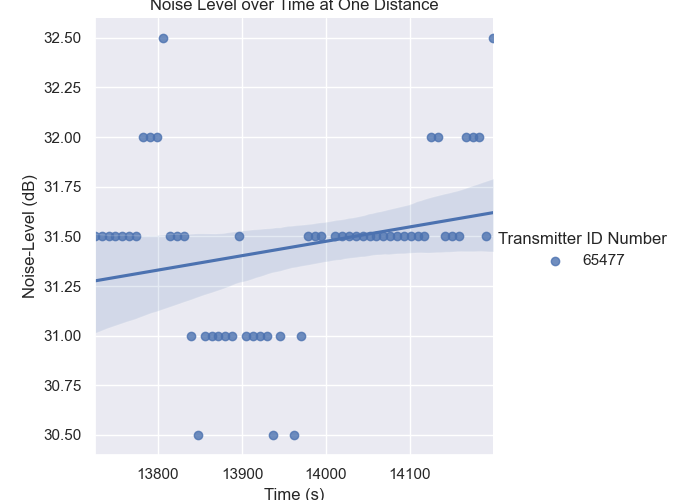 Noise Level over Time at One Distance
32.50
32.25
32.00
31.75
31.50
31.25
31.00
30.75
30.50
Noise-Level (dB)
13800 13900 14000 14100
Time (s)
Transmitter ID Number
65477